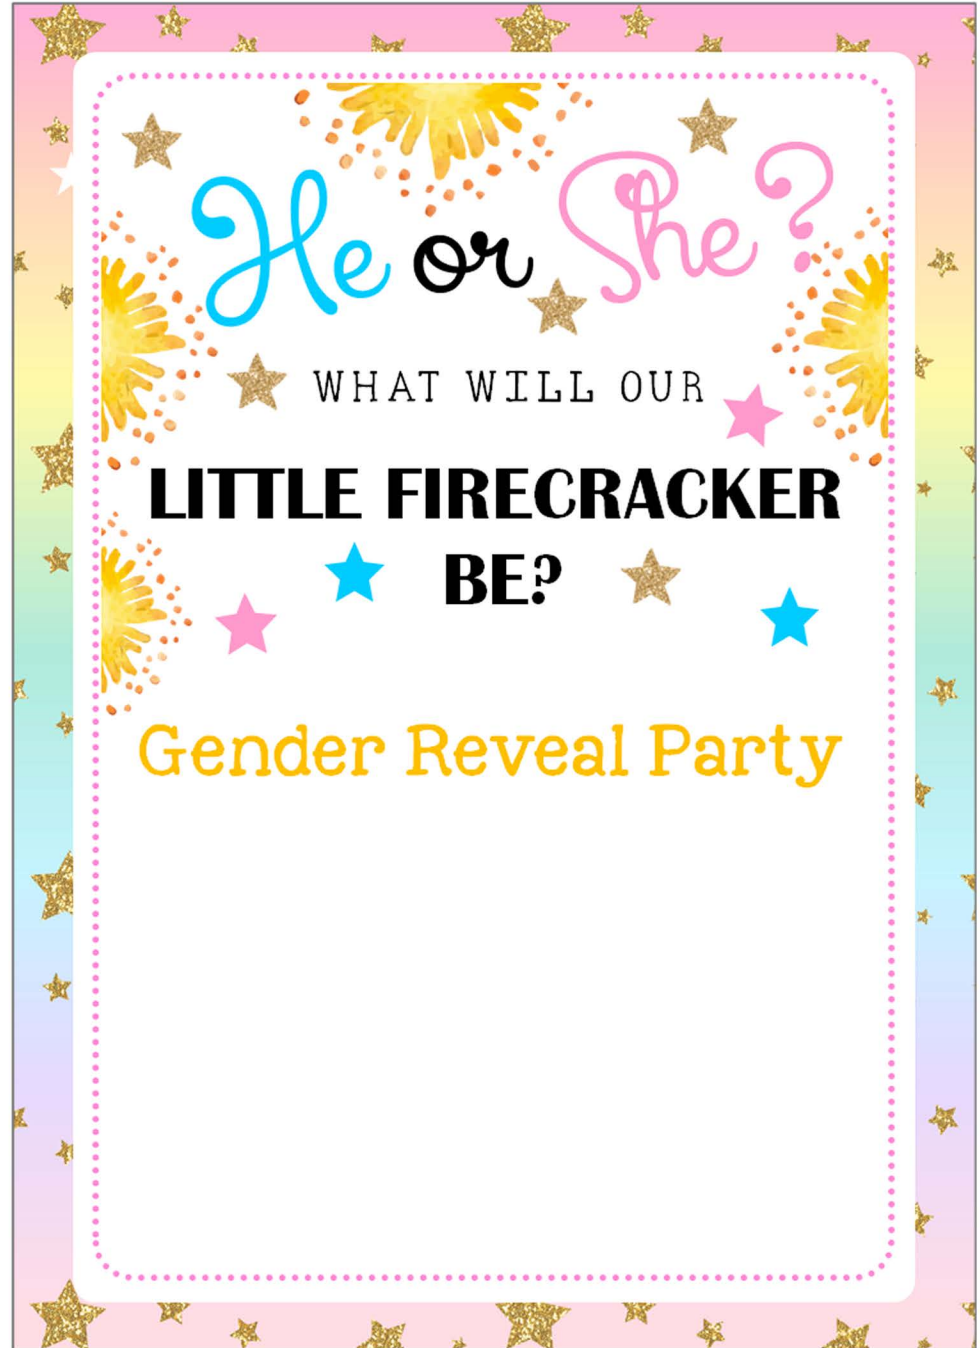 He or She?
WHAT WILL OUR
LITTLE FIRECRACKER
BE?
Gender Reveal Party